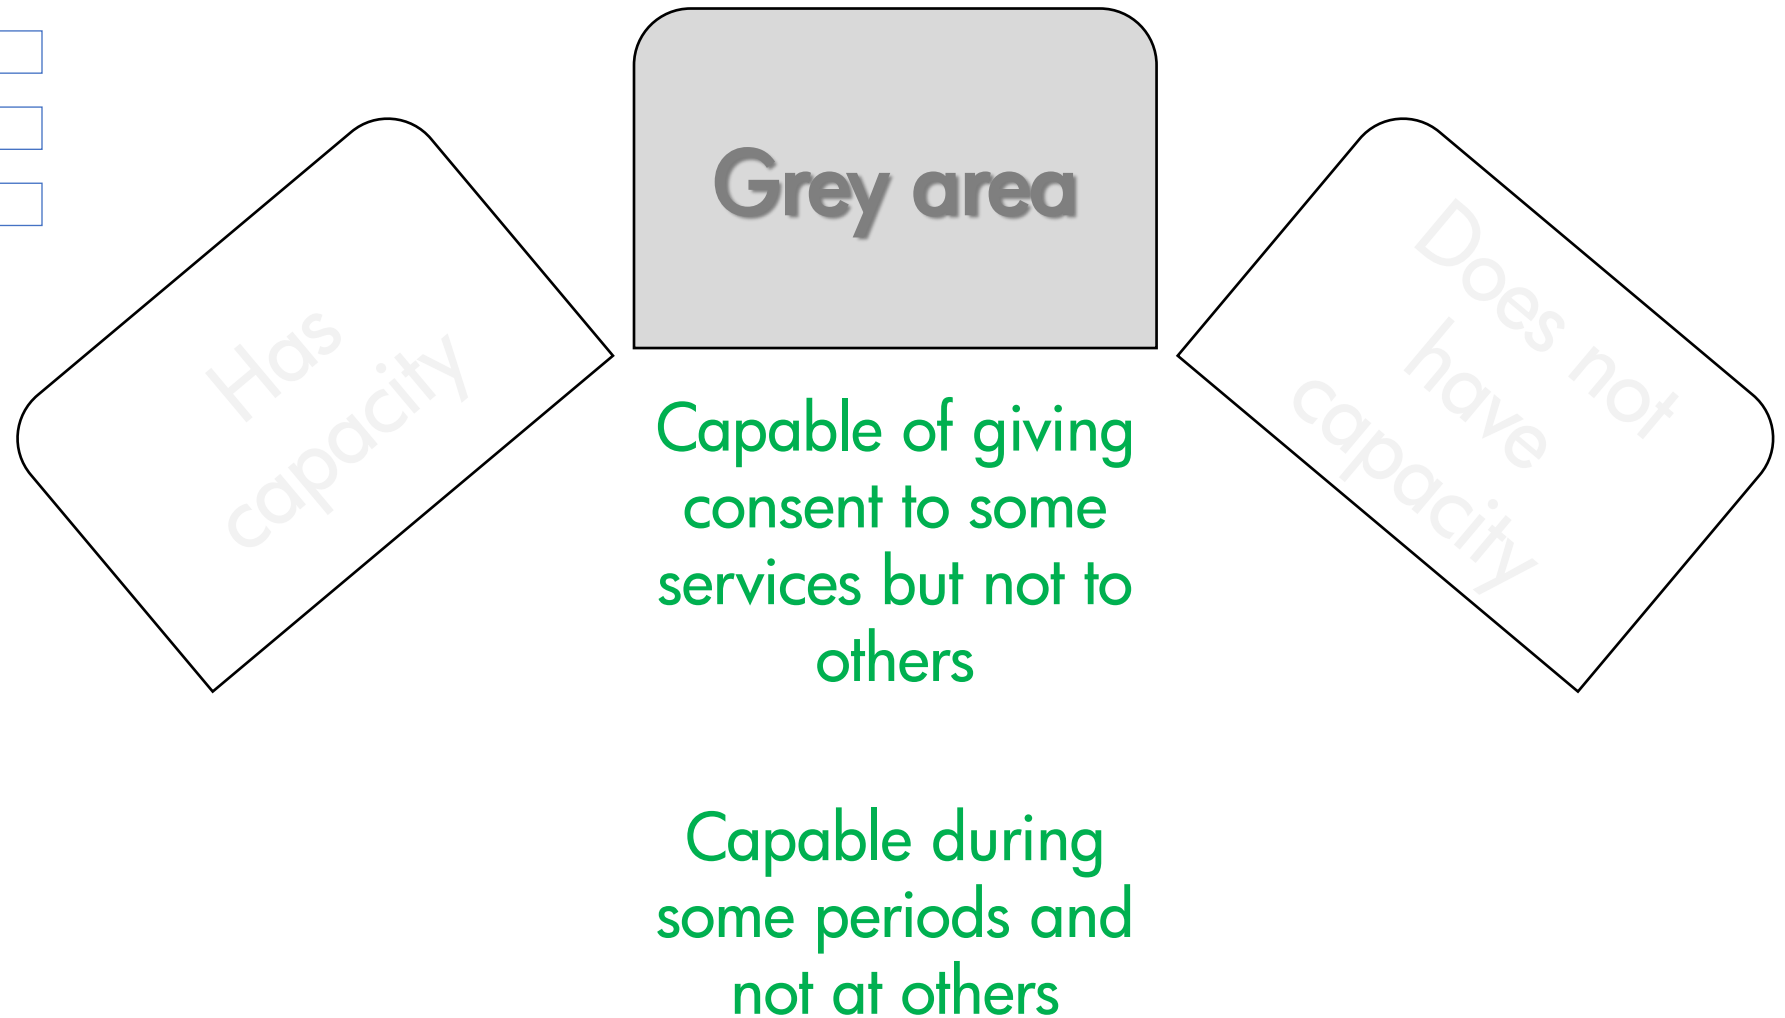 Grey area
Has
capacity
Does not
have
capacity
Capable of giving
consent to some
services but not to
others
Capable during
some periods and
not at others